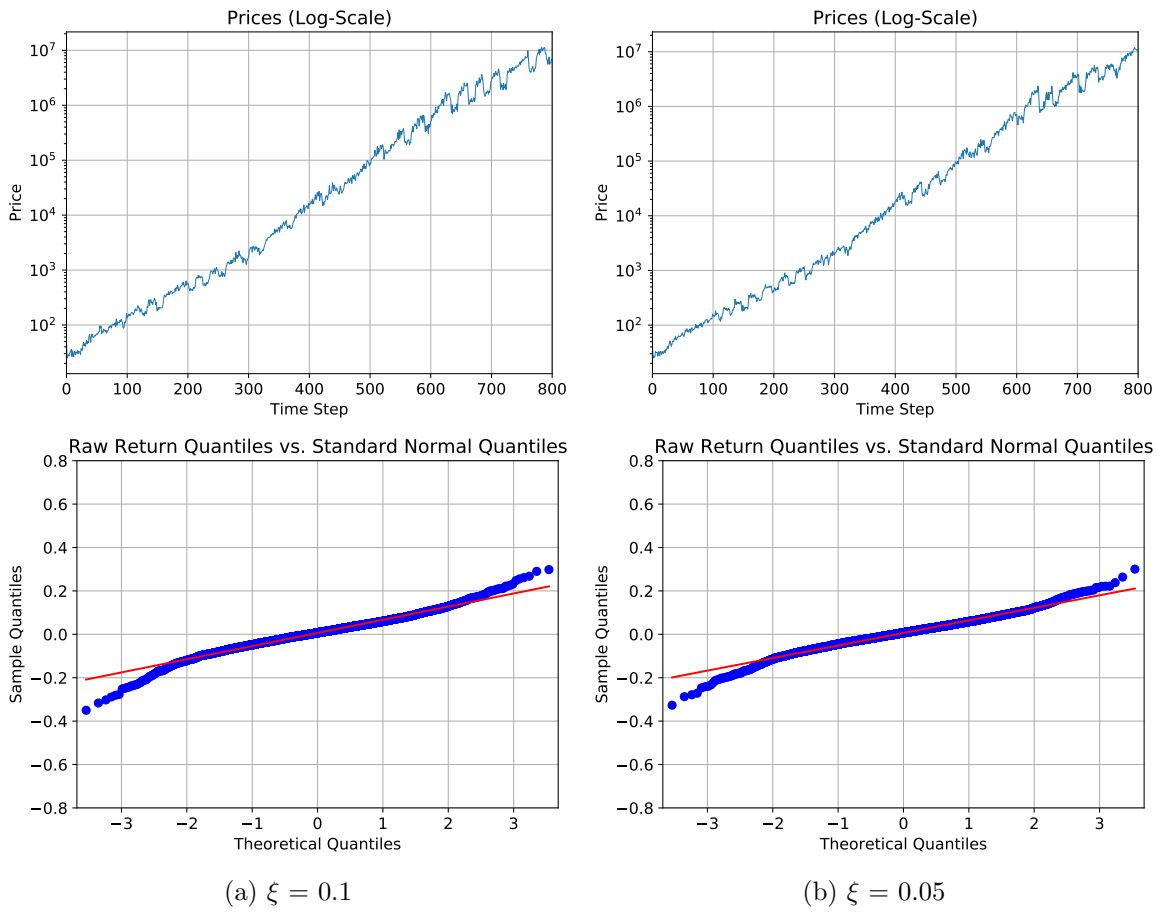 Prices (Log-Scale)
10^7
10^6
10^5
10^4
10^3
10^2
Price
0 100 200 300 400 500 600 700 800
Time Step
Prices (Log-Scale)
10^7
10^6
10^5
10^4
10^3
10^2
Price
0 100 200 300 400 500 600 700 800
Time Step
Raw Return Quantiles vs. Standard Normal Quantiles
0.8
0.6
0.4
0.2
0.0
−0.2
−0.4
−0.6
−0.8
Sample Quantiles
−3 −2 −1 0 1 2 3
Theoretical Quantiles
Raw Return Quantiles vs. Standard Normal Quantiles
0.8
0.6
0.4
0.2
0.0
−0.2
−0.4
−0.6
−0.8
Sample Quantiles
−3 −2 −1 0 1 2 3
Theoretical Quantiles
(a) ξ = 0.1
(b) ξ = 0.05